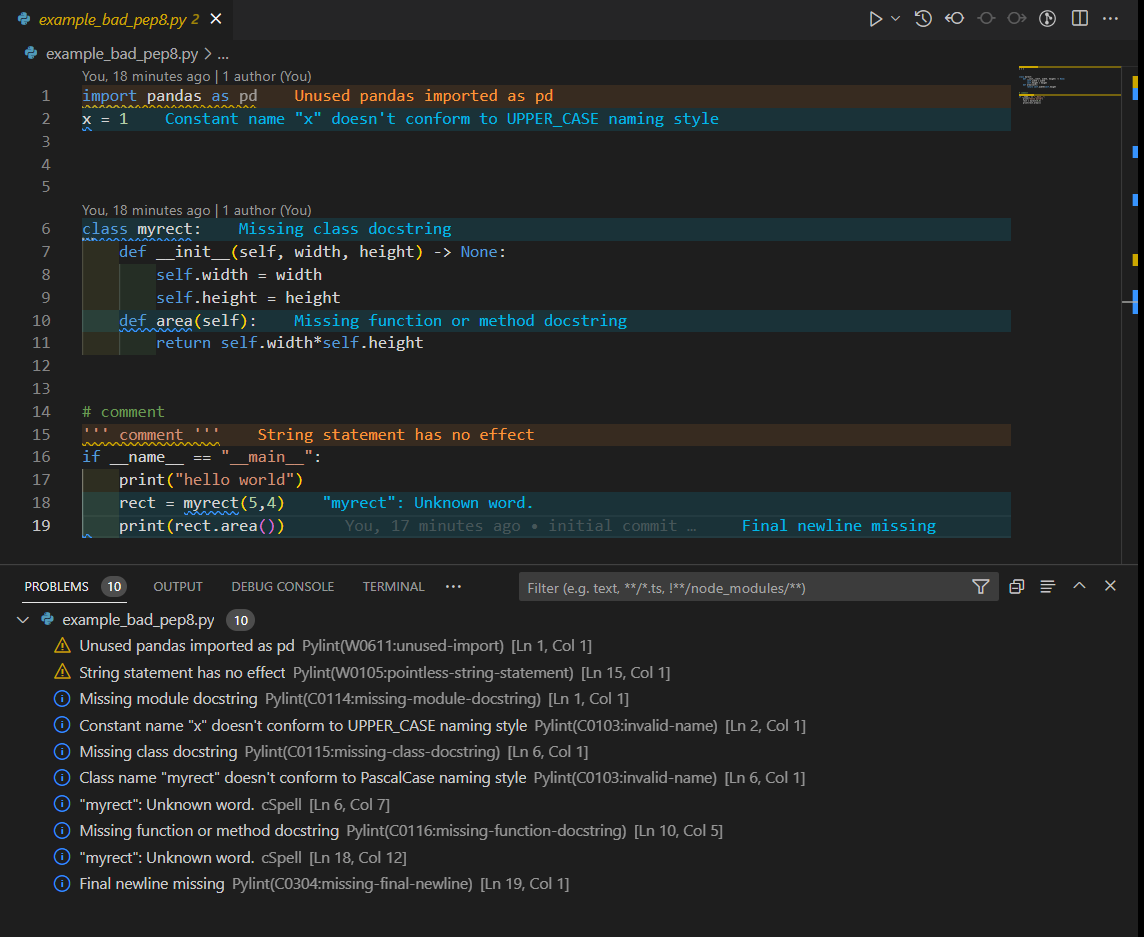 example_bad_pep8.py 2
example_bad_pep8.py > ...
You, 18 minutes ago | 1 author (You)
1 import pandas as pd    Unused pandas imported as pd
2 x = 1    Constant name "x" doesn't conform to UPPER_CASE naming style
3
4
5
You, 18 minutes ago | 1 author (You)
6 class myrect:    Missing class docstring
7     def __init__(self, width, height) -> None:
8         self.width = width
9         self.height = height
10     def area(self):    Missing function or method docstring
11         return self.width*self.height
12
13
14 # comment
15 ''' comment '''    String statement has no effect
16 if __name__ == "__main__":
17     print("hello world")
18     rect = myrect(5,4)    "myrect": Unknown word.
19     print(rect.area())    You, 17 minutes ago • initial commit …    Final newline missing
PROBLEMS 10 OUTPUT DEBUG CONSOLE TERMINAL ··· Filter (e.g. text, **/*.ts, !**/node_modules/**)
example_bad_pep8.py 10
Unused pandas imported as pd Pylint(W0611:unused-import) [Ln 1, Col 1]
String statement has no effect Pylint(W0105:pointless-string-statement) [Ln 15, Col 1]
Missing module docstring Pylint(C0114:missing-module-docstring) [Ln 1, Col 1]
Constant name "x" doesn't conform to UPPER_CASE naming style Pylint(C0103:invalid-name) [Ln 2, Col 1]
Missing class docstring Pylint(C0115:missing-class-docstring) [Ln 6, Col 1]
Class name "myrect" doesn't conform to PascalCase naming style Pylint(C0103:invalid-name) [Ln 6, Col 1]
"myrect": Unknown word. cSpell [Ln 6, Col 7]
Missing function or method docstring Pylint(C0116:missing-function-docstring) [Ln 10, Col 5]
"myrect": Unknown word. cSpell [Ln 18, Col 12]
Final newline missing Pylint(C0304:missing-final-newline) [Ln 19, Col 1]